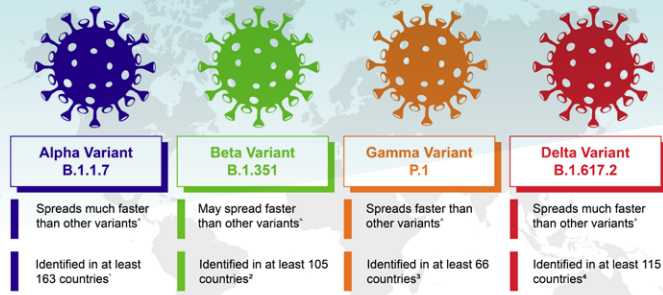 Alpha Variant
B.1.1.7
Spreads much faster
than other variants^
Identified in at least
163 countries¹
Beta Variant
B.1.351
May spread faster
than other variants^
Identified in at least 105
countries²
Gamma Variant
P.1
Spreads faster than
other variants^
Identified in at least 66
countries³
Delta Variant
B.1.617.2
Spreads much faster
than other variants^
Identified in at least 115
countries⁴